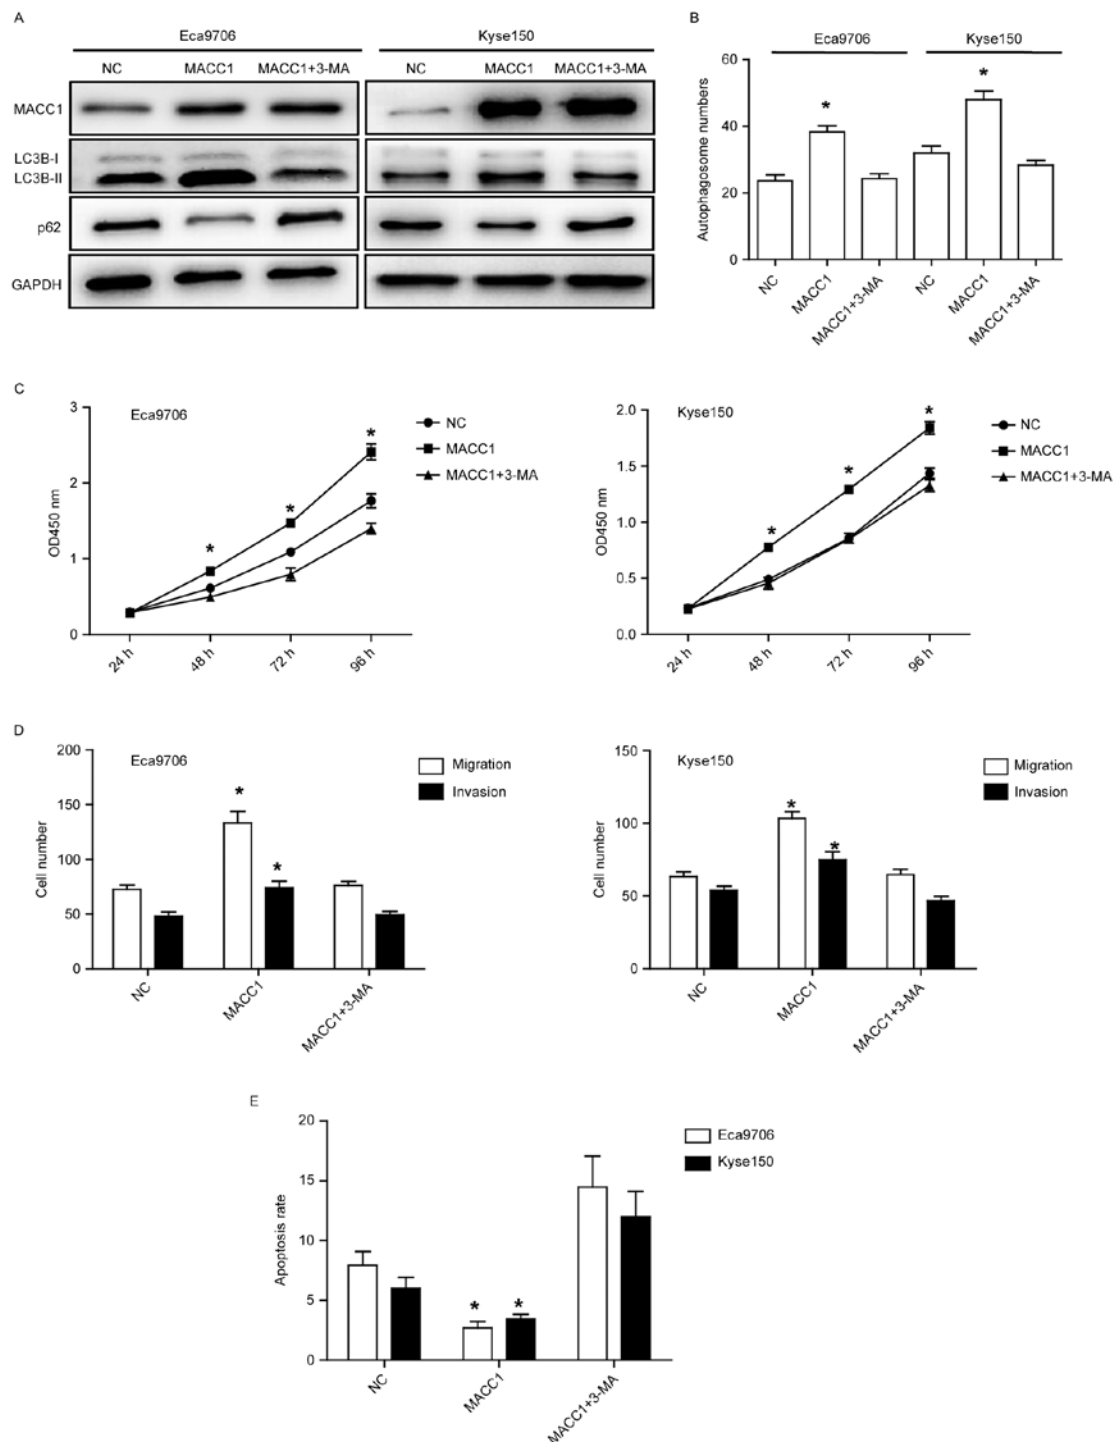 A
Eca9706
Kyse150
NC MACC1 MACC1+3-MA NC MACC1 MACC1+3-MA
MACC1
LC3B-I
LC3B-II
p62
GAPDH
B
Eca9706 Kyse150
Autophagosome numbers
60
40
20
0
* *
NC MACC1 MACC1+3-MA NC MACC1 MACC1+3-MA
C
Eca9706
OD450 nm
3
2
1
0
* * *
24 h 48 h 72 h 96 h
NC
MACC1
MACC1+3-MA
Kyse150
OD450 nm
2.0
1.5
1.0
0.5
0.0
* * *
24 h 48 h 72 h 96 h
NC
MACC1
MACC1+3-MA
D
Eca9706
Cell number
200
150
100
50
0
* *
NC MACC1 MACC1+3-MA
Migration
Invasion
Kyse150
Cell number
150
100
50
0
* *
NC MACC1 MACC1+3-MA
Migration
Invasion
E
Apoptosis rate
20
15
10
5
0
* *
NC MACC1 MACC1+3-MA
Eca9706
Kyse150